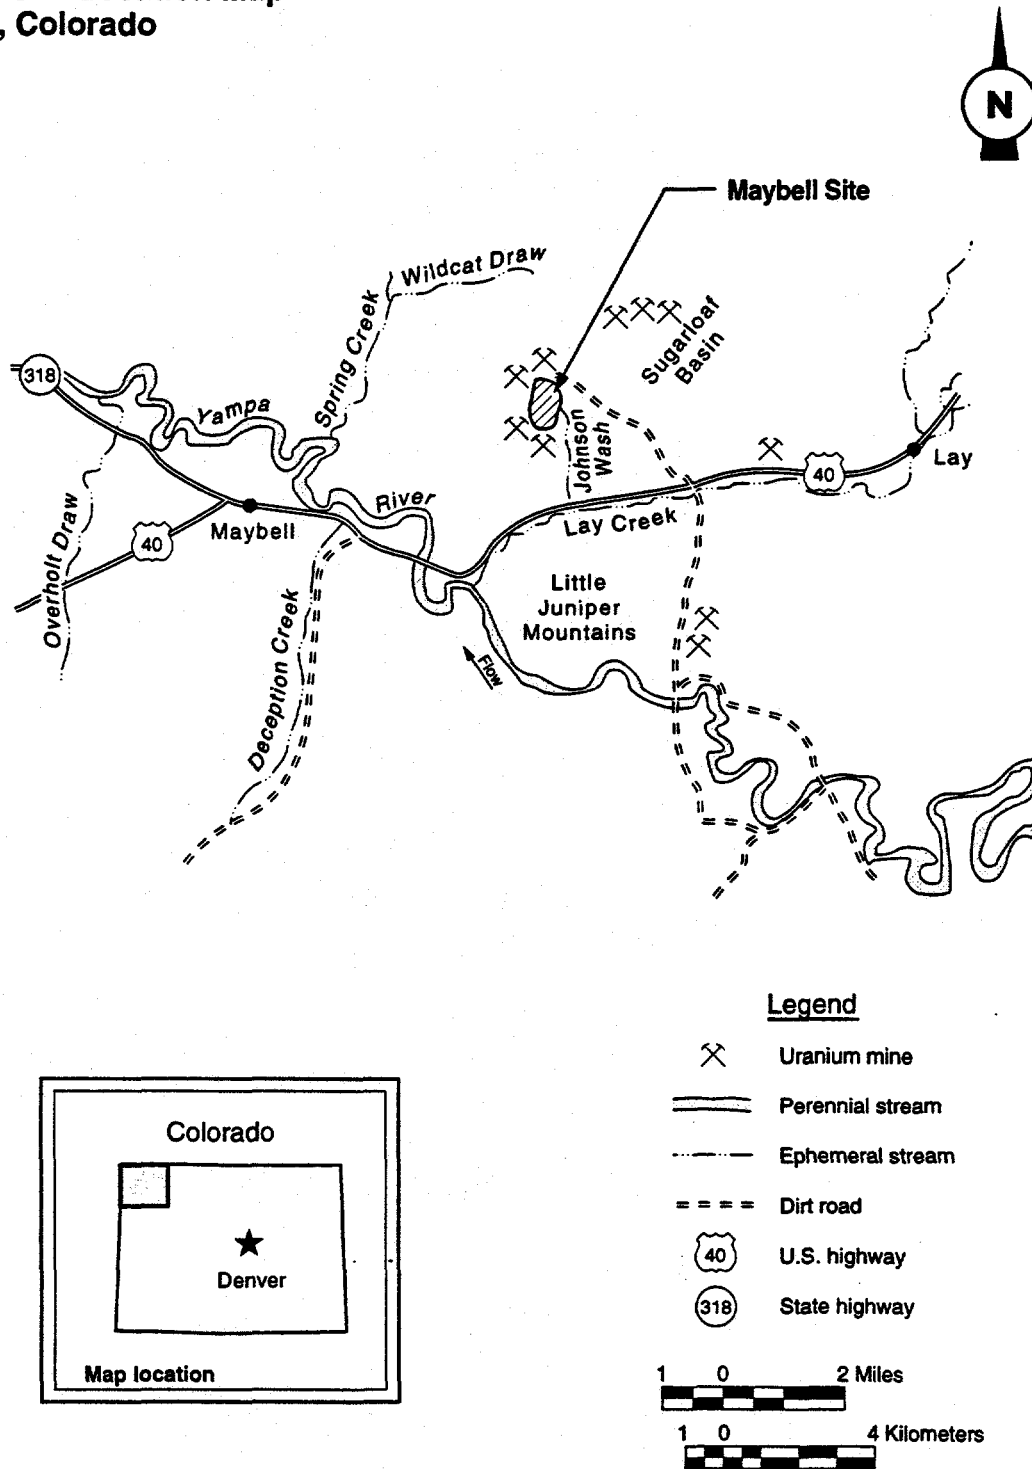 , Colorado
N
Maybell Site
Wildcat Draw
Spring Creek
Sugarloaf
Basin
318
Yampa
Johnson
Wash
Lay
40
River
Lay Creek
Maybell
40
Overholt Draw
Little
Juniper
Mountains
Deception Creek
Flow
Legend
Uranium mine
Perennial stream
Ephemeral stream
Dirt road
40
U.S. highway
318
State highway
Colorado
Denver
Map location
1 0 2 Miles
1 0 4 Kilometers